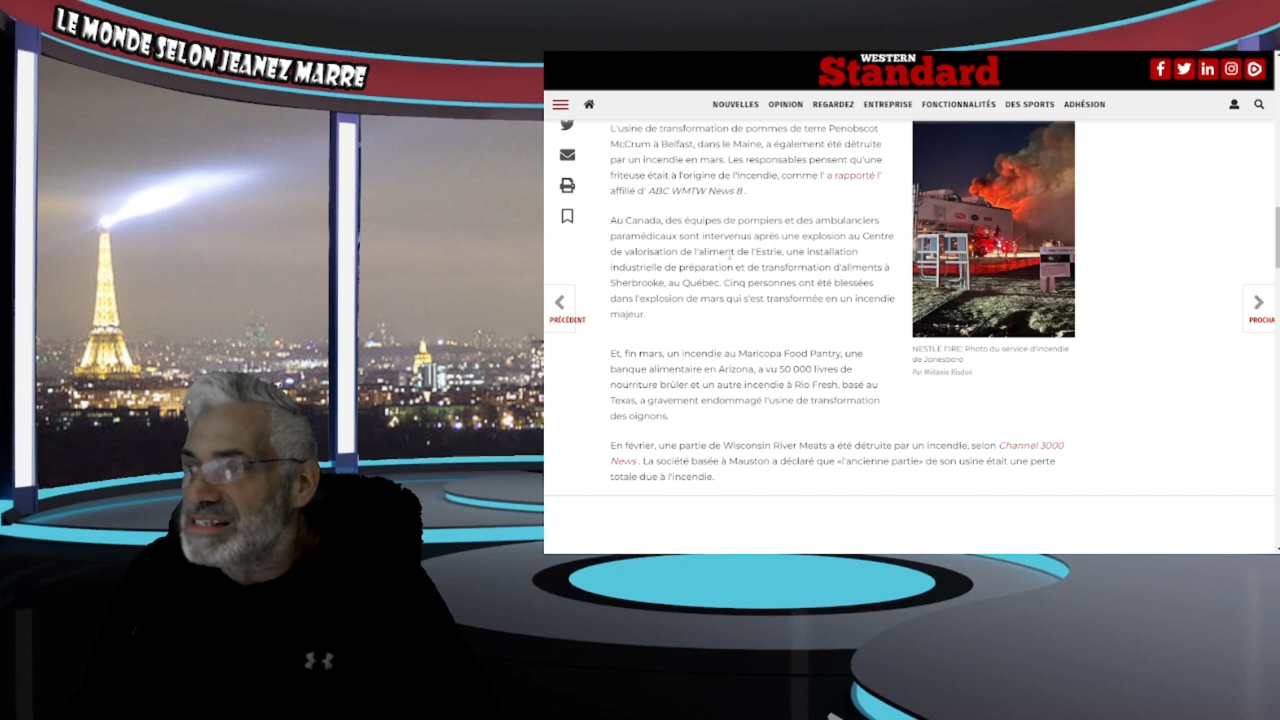 LE MONDE SELON JEANEZ MARRE
WESTERN
Standard
NOUVELLES OPINION REGARDEZ ENTREPRISE FONCTIONNALITÉS DES SPORTS ADHÉSION
L'usine de transformation de pommes de terre Penobscot
McCrum à Belfast, dans le Maine, a également été détruite
par un incendie en mars. Les responsables pensent qu'une
friteuse était à l'origine de l'incendie, comme l' a rapporté l'
affilié d' ABC WMTW News 8 .
Au Canada, des équipes de pompiers et des ambulanciers
paramédicaux sont intervenus après une explosion au Centre
de valorisation de l'aliment de l'Estrie, une installation
industrielle de préparation et de transformation d'aliments à
Sherbrooke, au Québec. Cinq personnes ont été blessées
dans l'explosion de mars qui s'est transformée en un incendie
majeur.
PRÉCÉDENT
PROCHA
NESTLE FIRE: Photo du service d'incendie
de Jonesboro
Par Mélanie Risdon
Et, fin mars, un incendie au Maricopa Food Pantry, une
banque alimentaire en Arizona, a vu 50 000 livres de
nourriture brûler et un autre incendie à Rio Fresh, basé au
Texas, a gravement endommagé l'usine de transformation
des oignons.
En février, une partie de Wisconsin River Meats a été détruite par un incendie, selon Channel 3000
News . La société basée à Mauston a déclaré que «l'ancienne partie» de son usine était une perte
totale due à l'incendie.